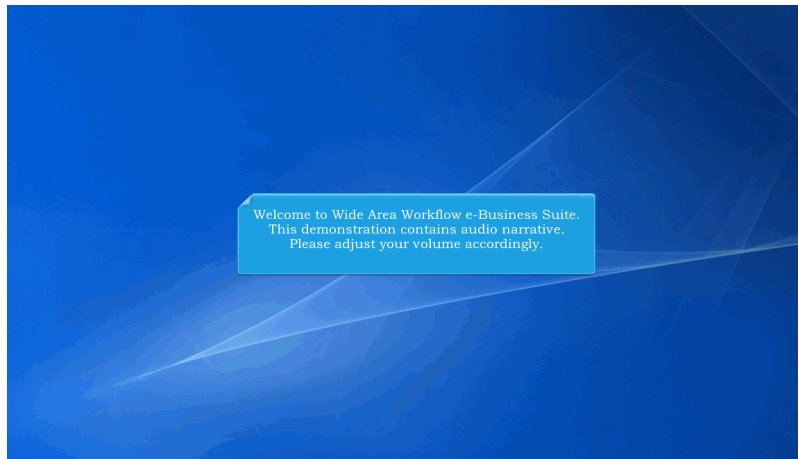 Welcome to Wide Area Workflow e-Business Suite.
This demonstration contains audio narrative.
Please adjust your volume accordingly.